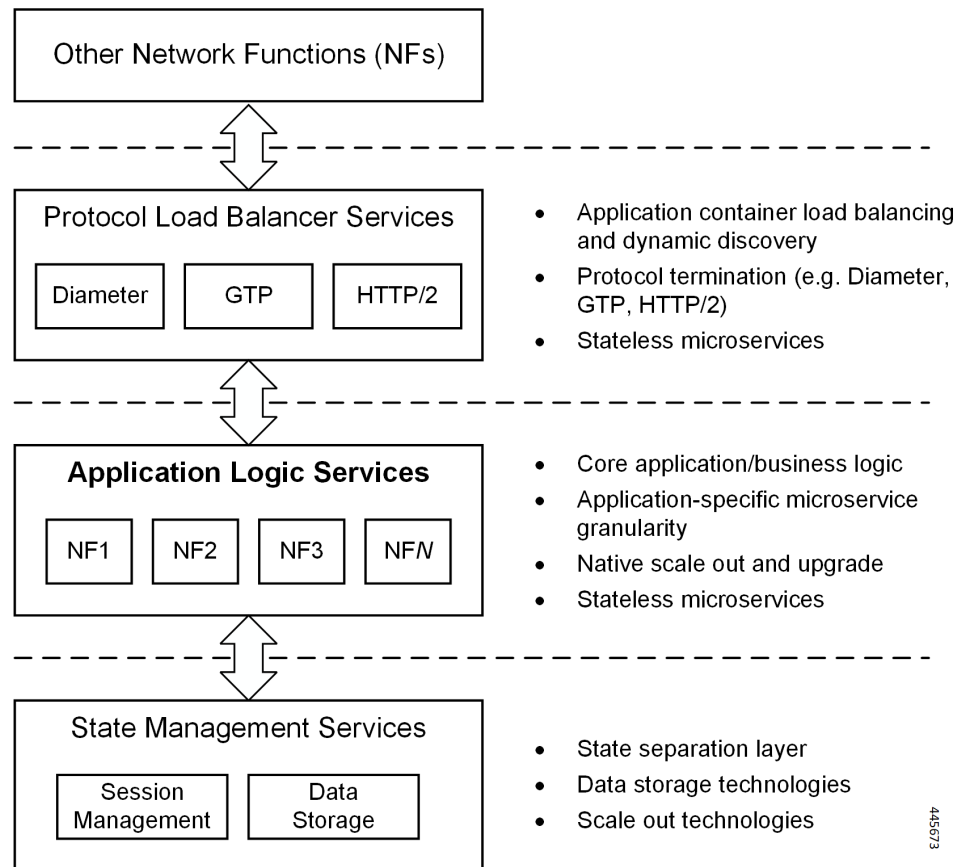 Other Network Functions (NFs)
Protocol Load Balancer Services
Diameter
GTP
HTTP/2
• Application container load balancing
and dynamic discovery
• Protocol termination (e.g. Diameter,
GTP, HTTP/2)
• Stateless microservices
Application Logic Services
NF1
NF2
NF3
NFN
• Core application/business logic
• Application-specific microservice
granularity
• Native scale out and upgrade
• Stateless microservices
State Management Services
Session
Management
Data
Storage
• State separation layer
• Data storage technologies
• Scale out technologies
445673